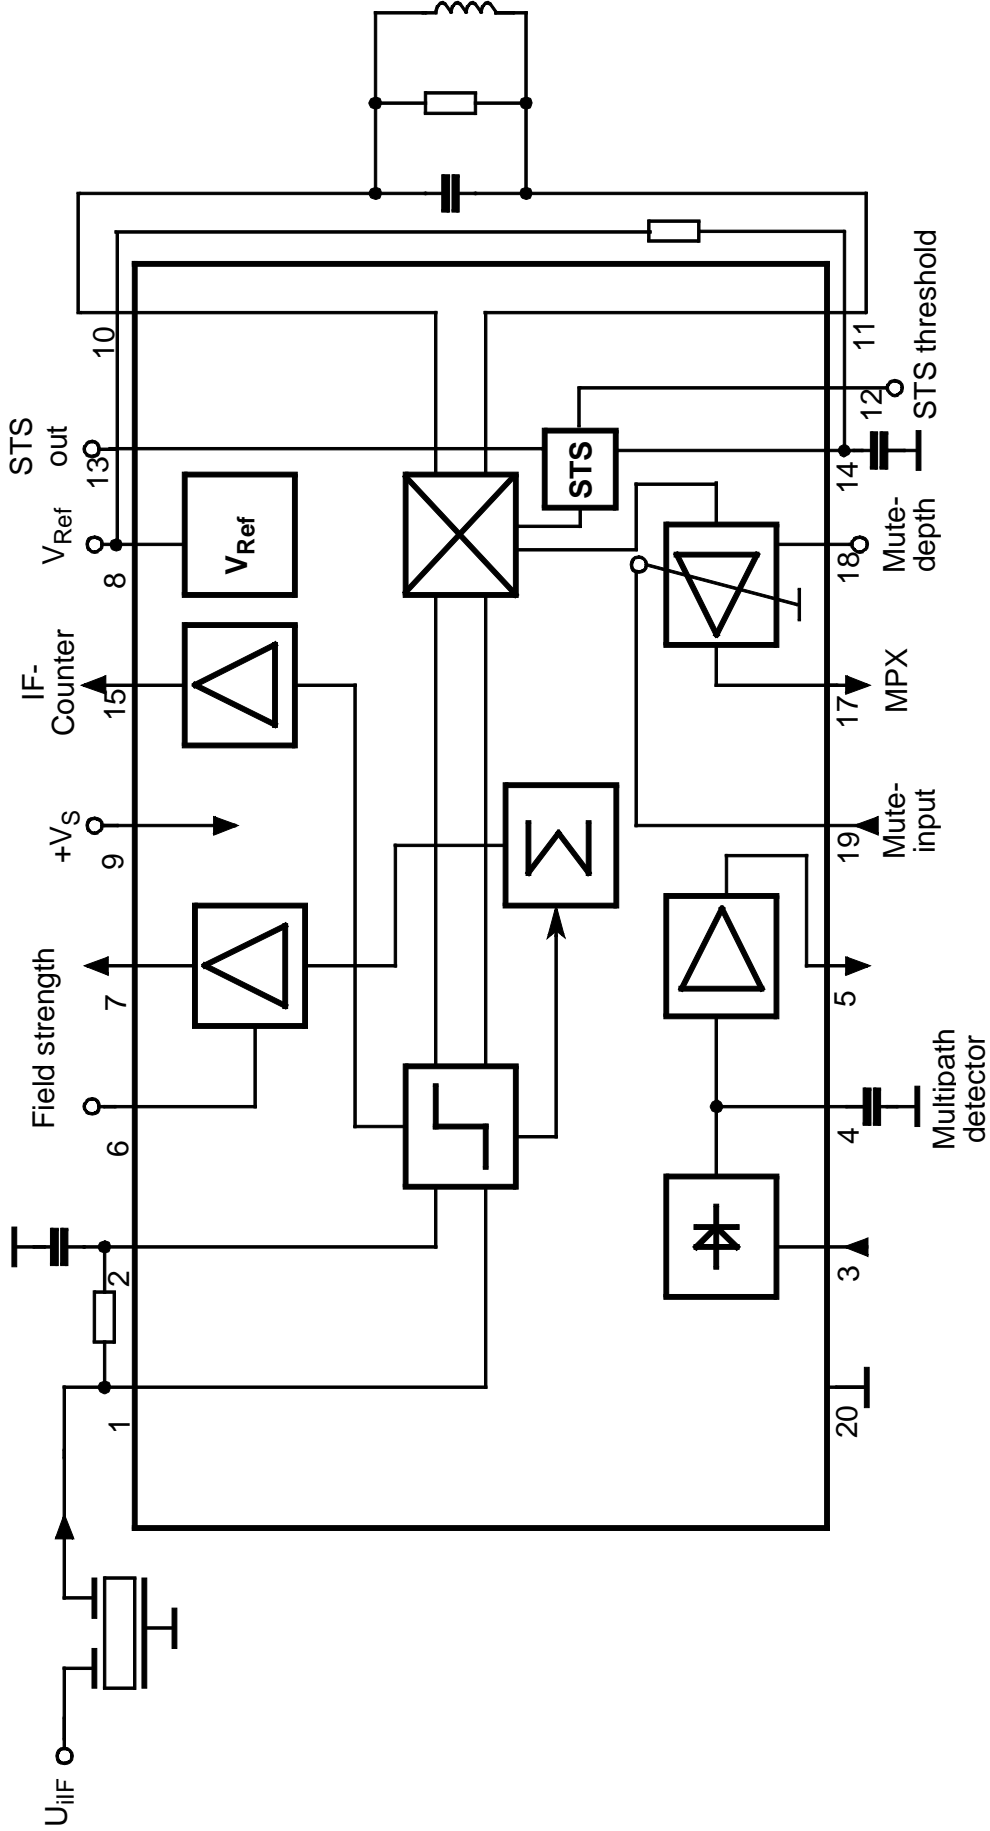 U_iIF
1
2
6
Field strength
7
+V_S
9
IF-
Counter
15
V_Ref
8
STS
out
13
10
V_Ref
STS
Σ
20
3
Multipath
detector
4
5
Mute-
input
19
MPX
17
Mute-
depth
18
14
STS threshold
12
11